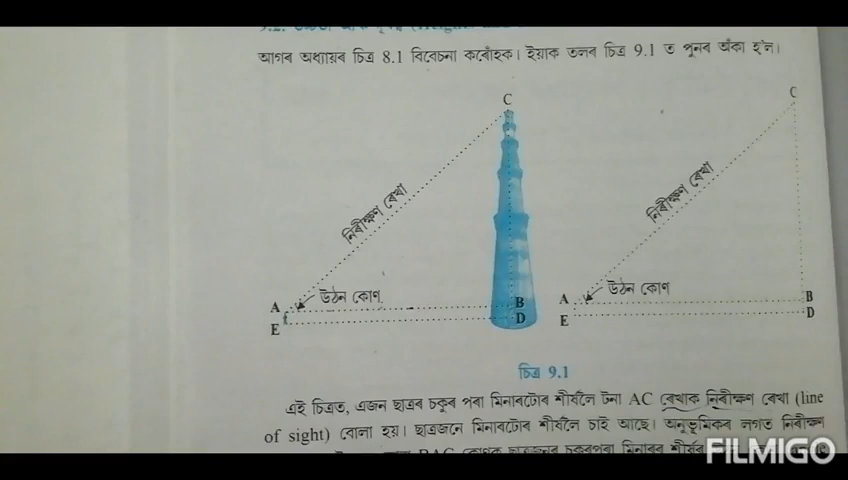 আগৰ অধ্যায়ৰ চিত্ৰ 8.1 বিবেচনা কৰোঁহক। ইয়াক তলৰ চিত্ৰ 9.1 ত পুনৰ অঁকা হ'ল।
C
C
নিৰীক্ষণ ৰেখা
নিৰীক্ষণ ৰেখা
উঠন কোণ
উঠন কোণ
A
B
A
B
E
D
E
D
চিত্ৰ 9.1
এই চিত্ৰত, এজন ছাত্ৰৰ চকুৰ পৰা মিনাৰটোৰ শীৰ্ষলৈ টনা AC ৰেখাক নিৰীক্ষণ ৰেখা (line
of sight) বোলা হয়। ছাত্ৰজনে মিনাৰটোৰ শীৰ্ষলৈ চাই আছে। অনুভূমিকৰ লগত নিৰীক্ষণ
FILMIGO